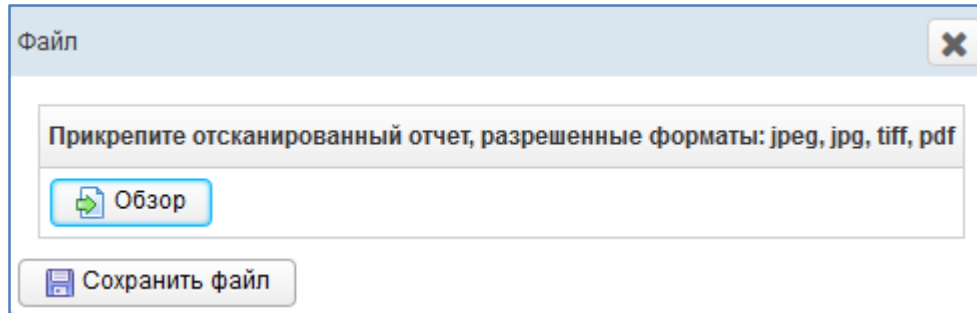 Файл
Прикрепите отсканированный отчет, разрешенные форматы: jpeg, jpg, tiff, pdf
Обзор
Сохранить файл